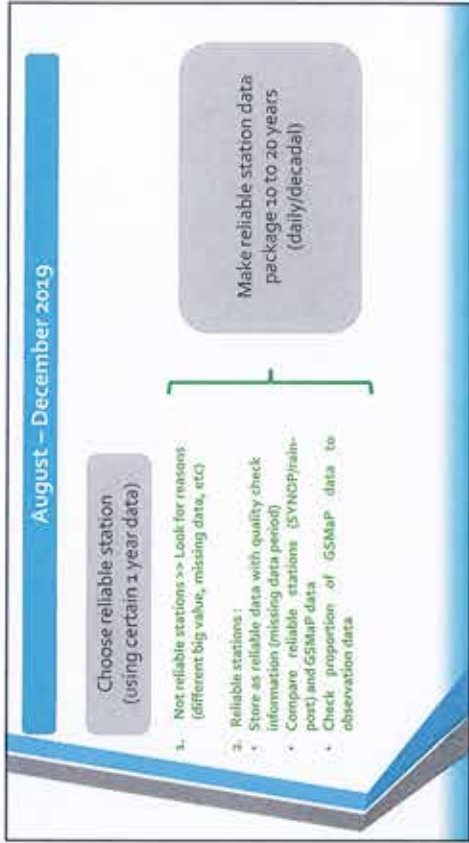 August – December 2019
Choose reliable station
(using certain 1 year data)
1. Not reliable stations >> Look for reasons
(different big value, missing data, etc)
2. Reliable stations :
• Store as reliable data with quality check
information (missing data period)
• Compare reliable stations (SYNOP/rain-
post) and GSMaP data
• Check proportion of GSMaP data to
observation data
Make reliable station data
package 10 to 20 years
(daily/decadal)